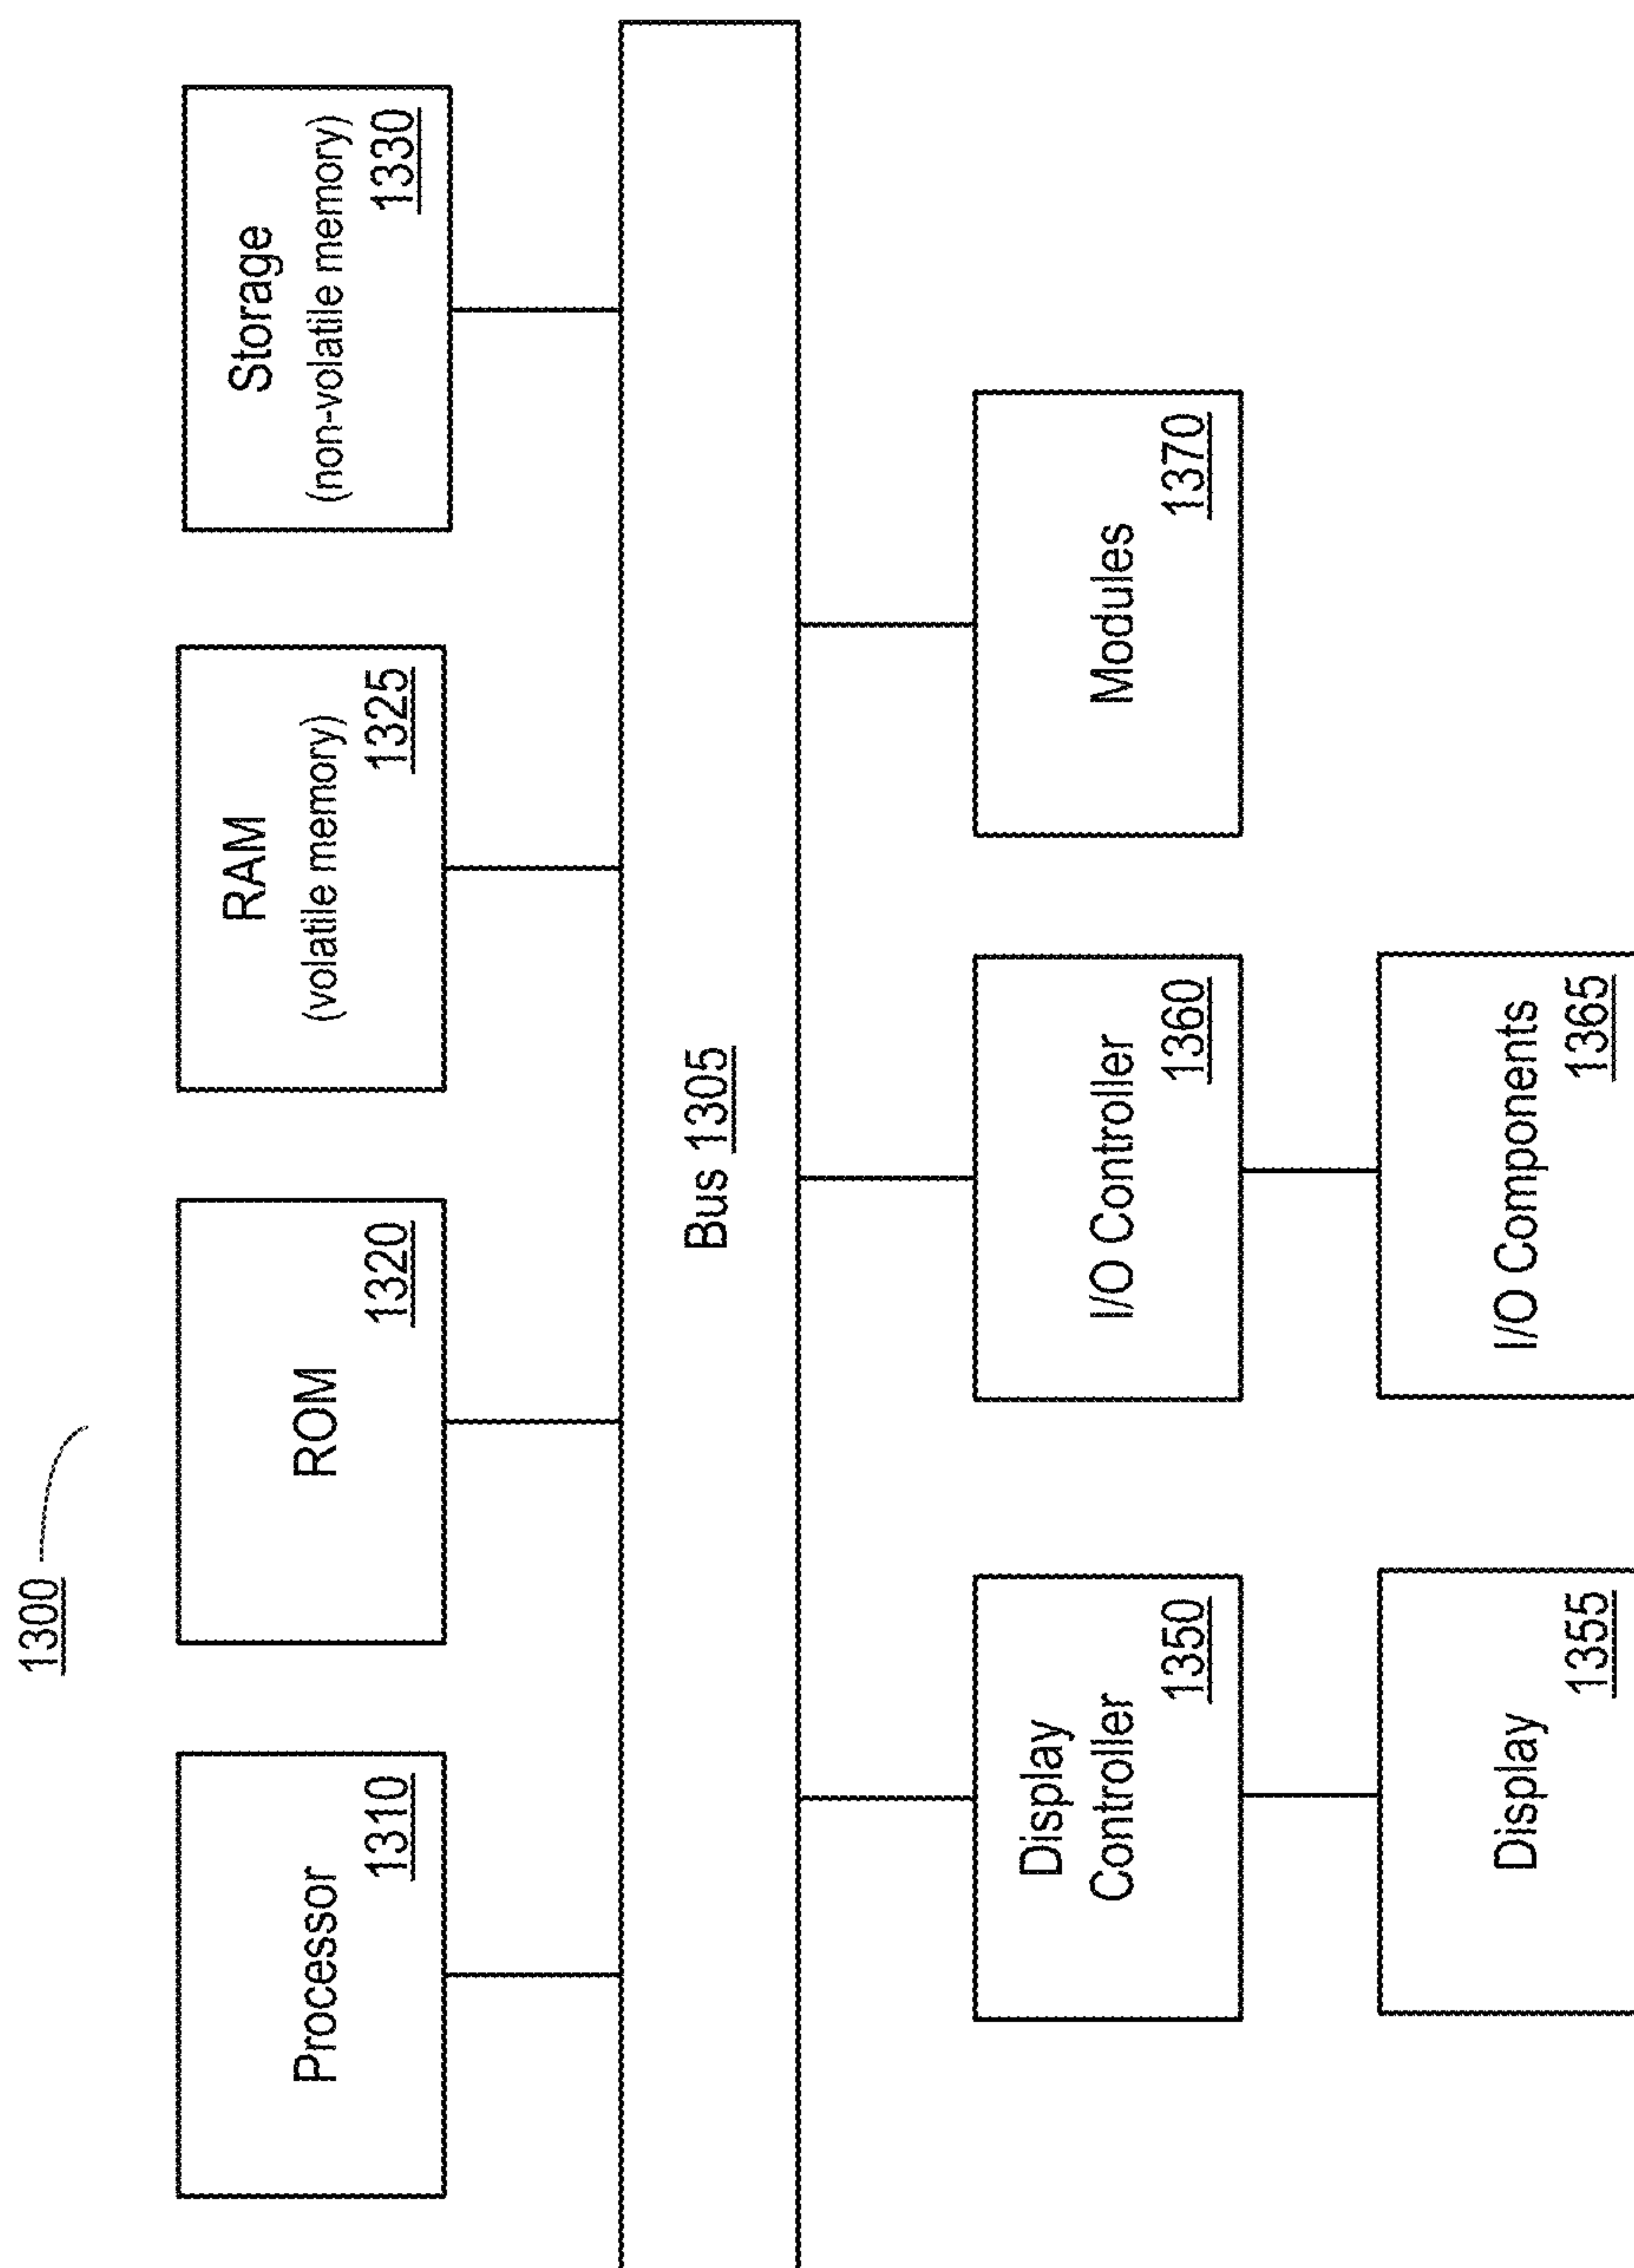 1300
Processor
1310
ROM
1320
RAM
(volatile memory)
1325
Storage
(non-volatile memory)
1330
Bus 1305
Display
Controller
1350
I/O Controller
1360
Modules
1370
Display
1355
I/O Components
1365